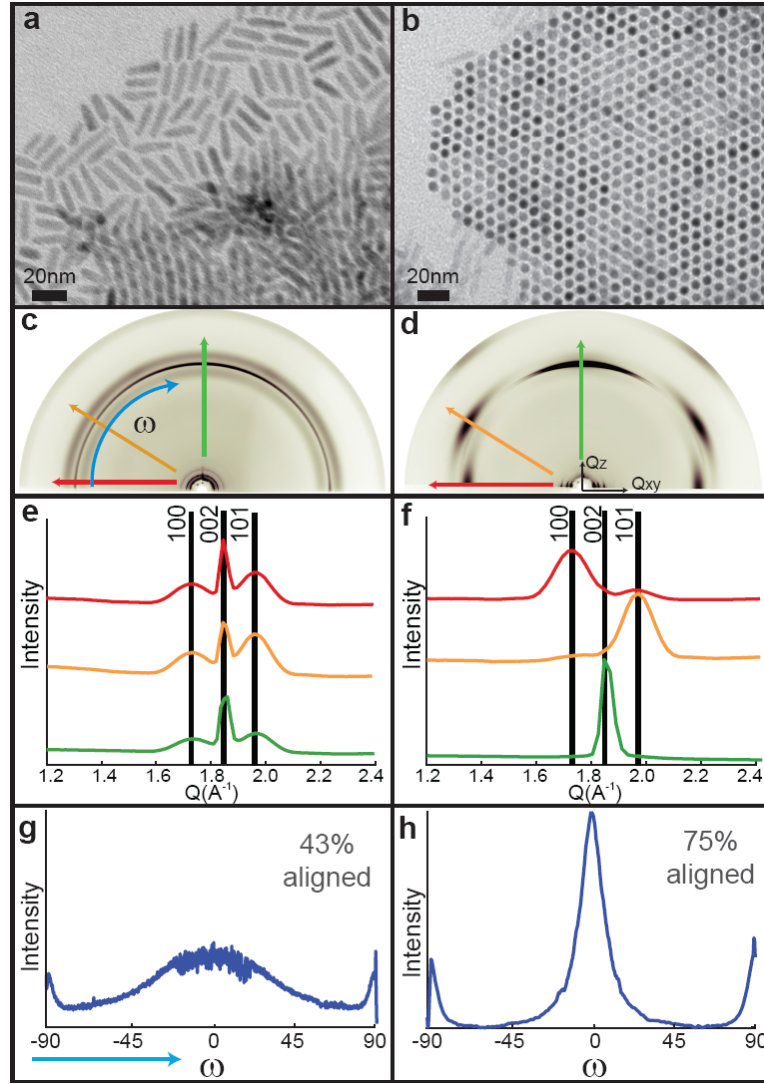 a
b
20nm
20nm
c
d
ω
Qz
Qxy
e
f
100
002
101
100
002
101
Intensity
Intensity
1.2 1.4 1.6 1.8 2.0 2.2 2.4
1.2 1.4 1.6 1.8 2.0 2.2 2.4
Q(A⁻¹)
Q(A⁻¹)
g
43%
aligned
h
75%
aligned
Intensity
Intensity
-90 -45 0 45 90
-90 -45 0 45 90
ω
ω